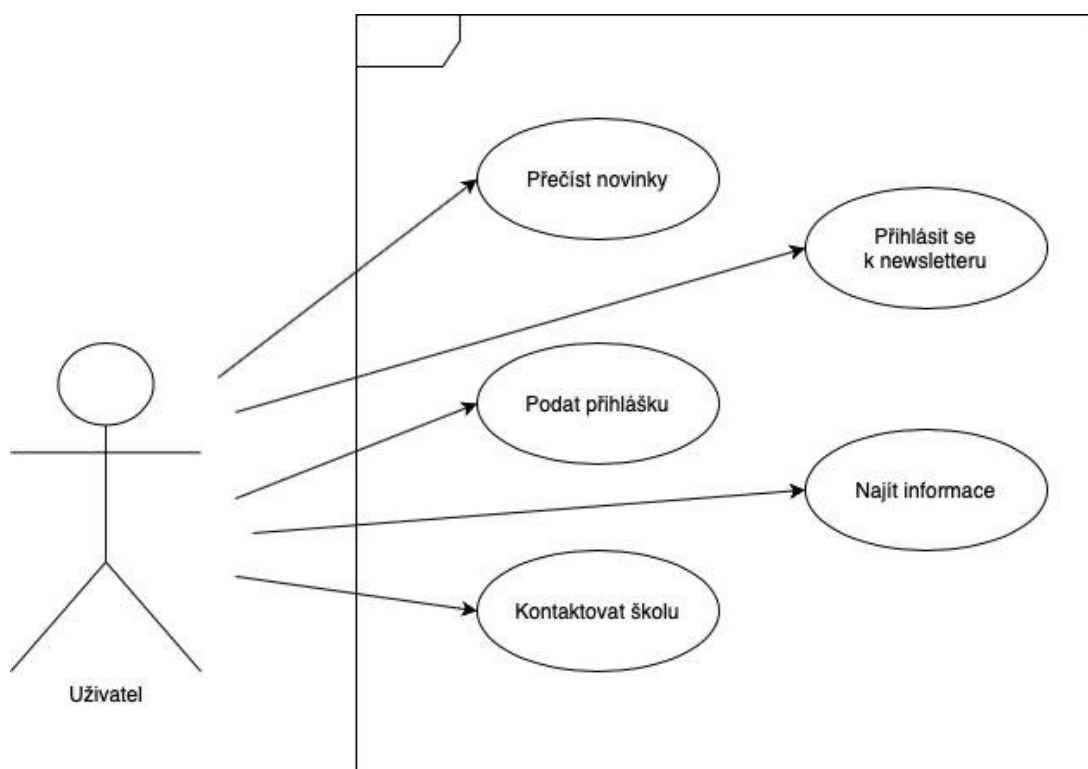 Přečíst novinky
Přihlásit se
k newsletteru
Podat přihlášku
Najít informace
Kontaktovat školu
Uživatel